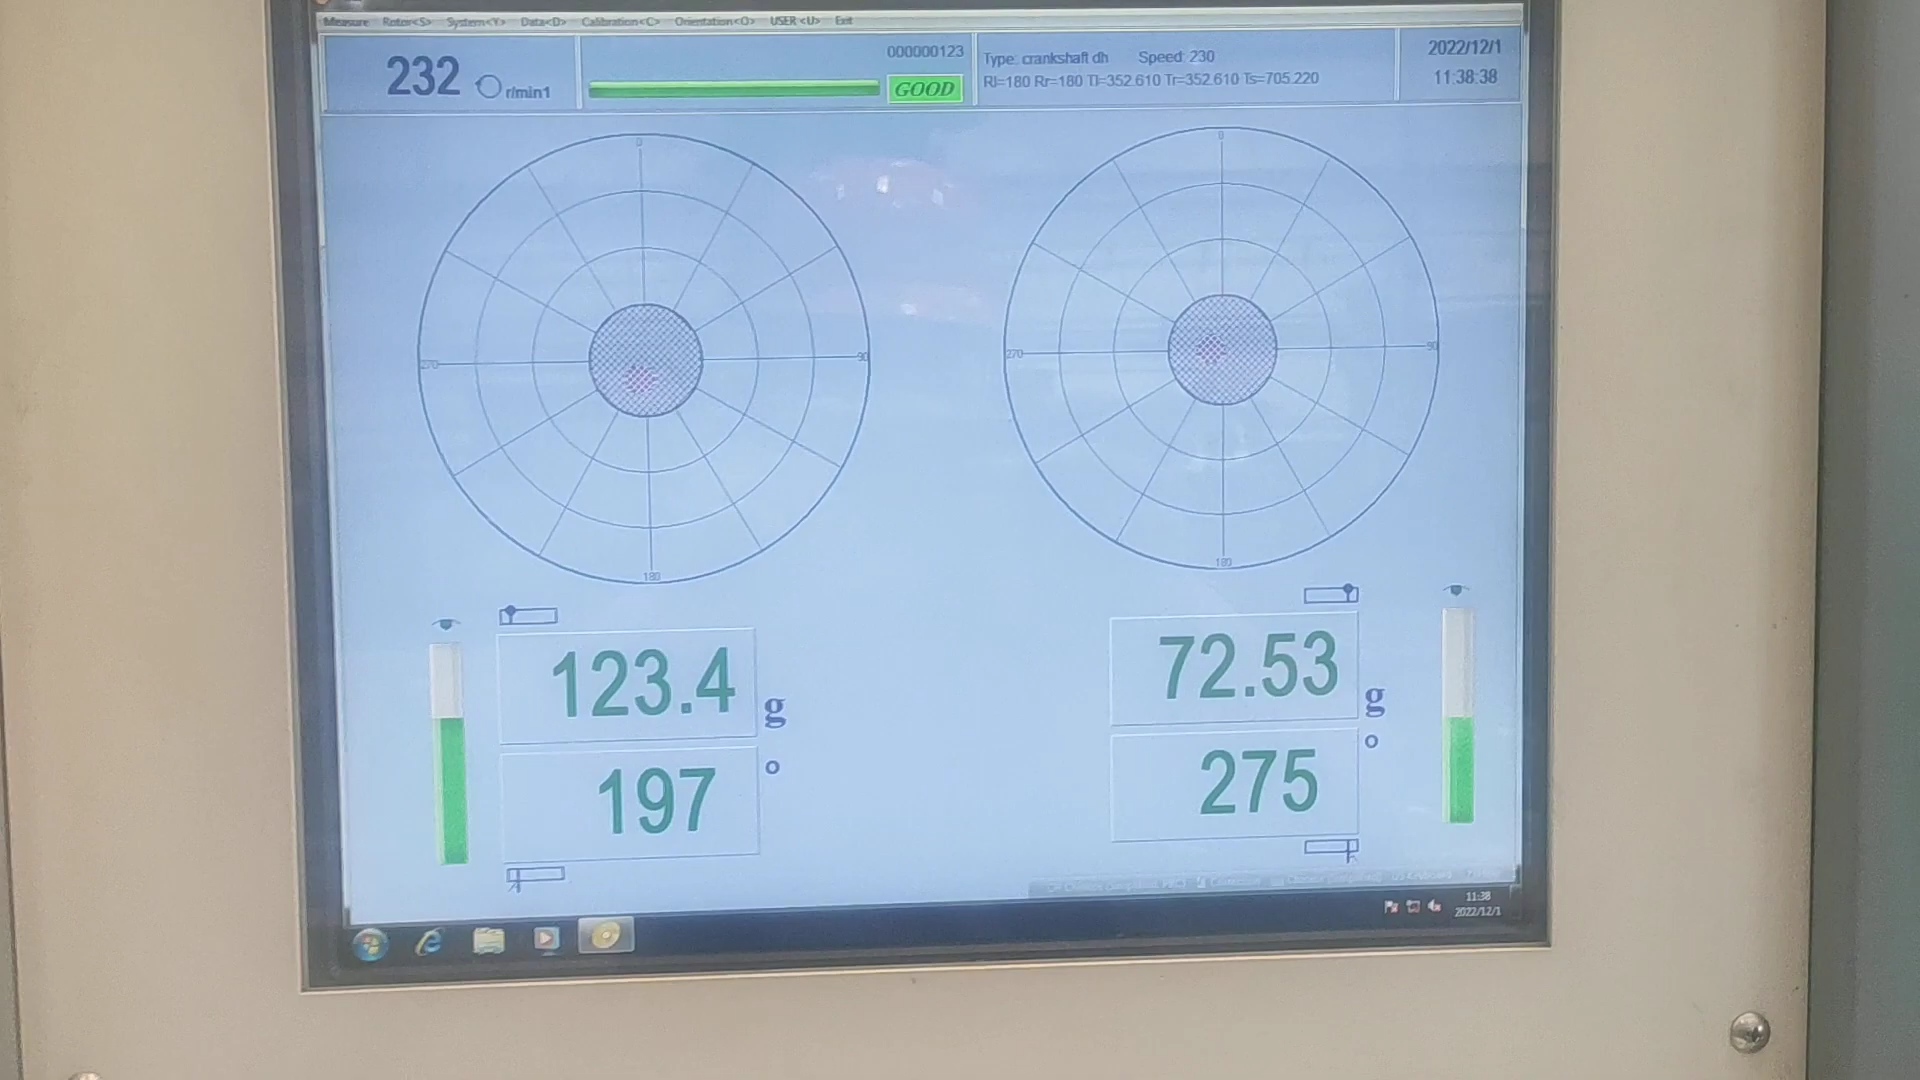 Measure Rotor<S> System<Y> Data<D> Calibration<C> Orientation<O> USER <U> Exit
232 r/min1
000000123
GOOD
Type: crankshaft dh Speed: 230
Rl=180 Rr=180 Tl=352.610 Tr=352.610 Ts=705.220
2022/12/1
11:38:38
0
270
90
180
0
270
90
180
123.4 g
197 °
72.53 g
275 °
11:38
2022/12/1